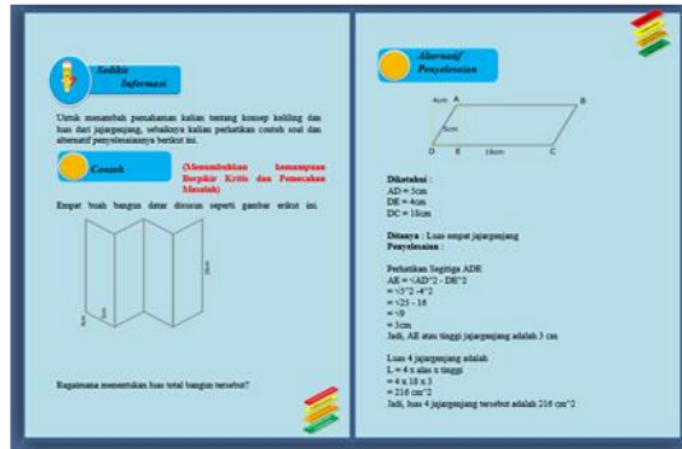 Sedikit
Informasi
Untuk menambah pemahaman kalian tentang konsep keliling dan
luas dari jajargenjang, sebaiknya kalian perhatikan contoh soal dan
alternatif penyelesaiannya berikut ini.
Contoh
(Menumbuhkan kemampuan
Berpikir Kritis dan Pemecahan
Masalah)
Empat buah bangun datar disusun seperti gambar erikut ini.
4cm
5cm
18cm
Bagaimana menentukan luas total bangun tersebut?
Alternatif
Penyelesaian
4cm A B
5cm
D E 18cm C
Diketahui :
AD = 5cm
DE = 4cm
DC = 18cm
Ditanya : Luas empat jajargenjang
Penyelesaian :
Perhatikan Segitiga ADE
AE = √AD^2 - DE^2
= √5^2 -4^2
= √25 - 16
= √9
= 3cm
Jadi, AE atau tinggi jajargenjang adalah 3 cm
Luas 4 jajargenjang adalah
L = 4 x alas x tinggi
= 4 x 18 x 3
= 216 cm^2
Jadi, luas 4 jajargenjang tersebut adalah 216 cm^2